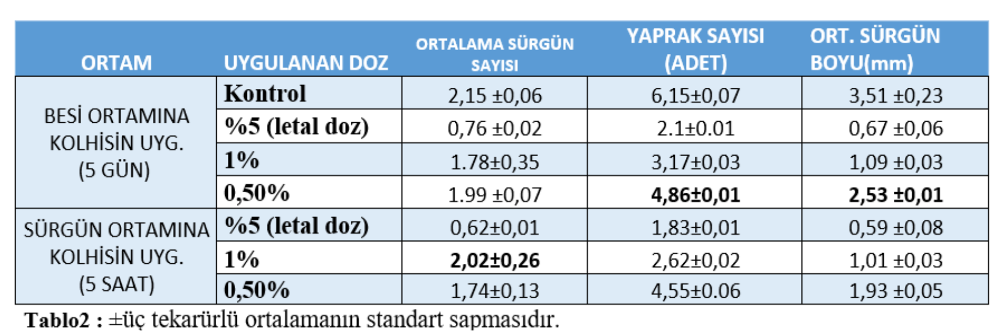 ORTAM UYGULANAN DOZ ORTALAMA SÜRGÜN SAYISI YAPRAK SAYISI (ADET) ORT. SÜRGÜN BOYU(mm)
BESİ ORTAMINA KOLHİSİN UYG. (5 GÜN) Kontrol 2,15 ±0,06 6,15±0,07 3,51 ±0,23
%5 (letal doz) 0,76 ±0,02 2.1±0.01 0,67 ±0,06
1% 1.78±0,35 3,17±0,03 1,09 ±0,03
0,50% 1.99 ±0,07 4,86±0,01 2,53 ±0,01
SÜRGÜN ORTAMINA KOLHİSİN UYG. (5 SAAT) %5 (letal doz) 0,62±0,01 1,83±0,01 0,59 ±0,08
1% 2,02±0,26 2,62±0,02 1,01 ±0,03
0,50% 1,74±0,13 4,55±0.06 1,93 ±0,05
Tablo2 : ±üç tekarürlü ortalamanın standart sapmasıdır.